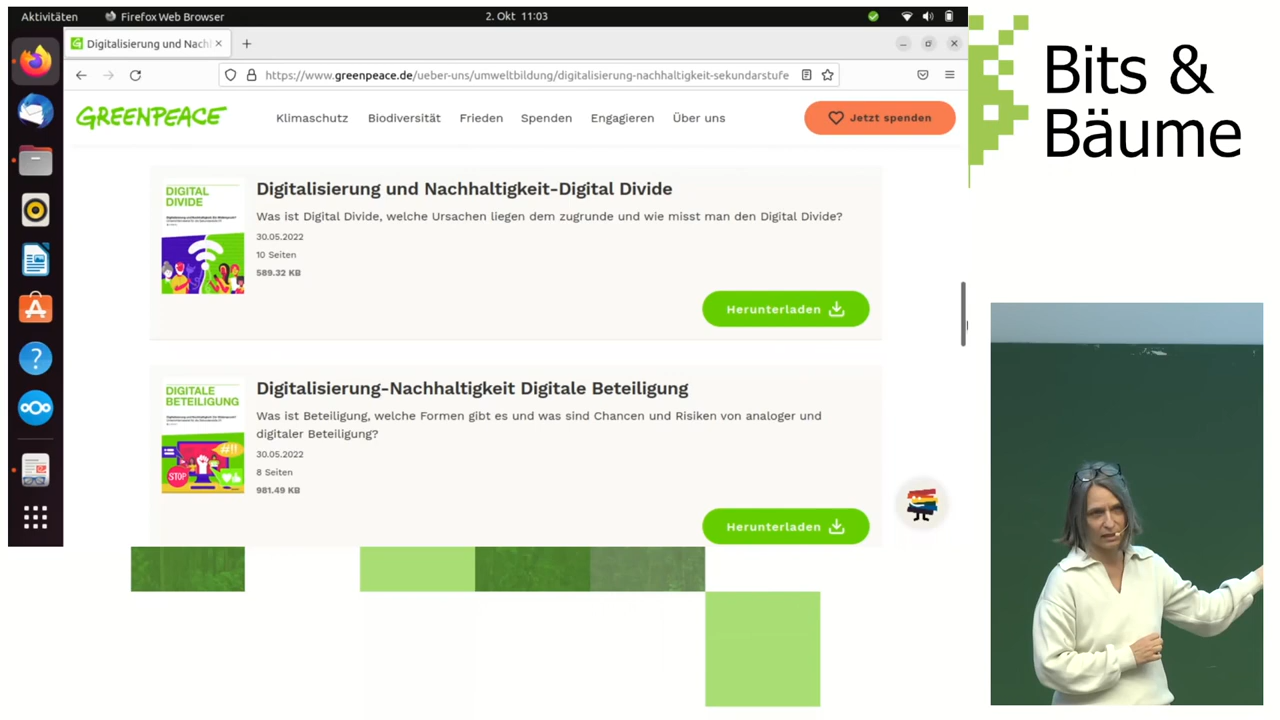 Aktivitäten
Firefox Web Browser
2. Okt 11:03
Digitalisierung und Nachl
https://www.greenpeace.de/ueber-uns/umweltbildung/digitalisierung-nachhaltigkeit-sekundarstufe
GREENPEACE
Klimaschutz
Biodiversität
Frieden
Spenden
Engagieren
Über uns
Jetzt spenden
DIGITAL
DIVIDE
Digitalisierung und Nachhaltigkeit-Digital Divide
Was ist Digital Divide, welche Ursachen liegen dem zugrunde und wie misst man den Digital Divide?
30.05.2022
10 Seiten
589.32 KB
Herunterladen
DIGITALE
BETEILIGUNG
#!!
STOP
Digitalisierung-Nachhaltigkeit Digitale Beteiligung
Was ist Beteiligung, welche Formen gibt es und was sind Chancen und Risiken von analoger und
digitaler Beteiligung?
30.05.2022
8 Seiten
981.49 KB
Herunterladen
Bits &
Bäume